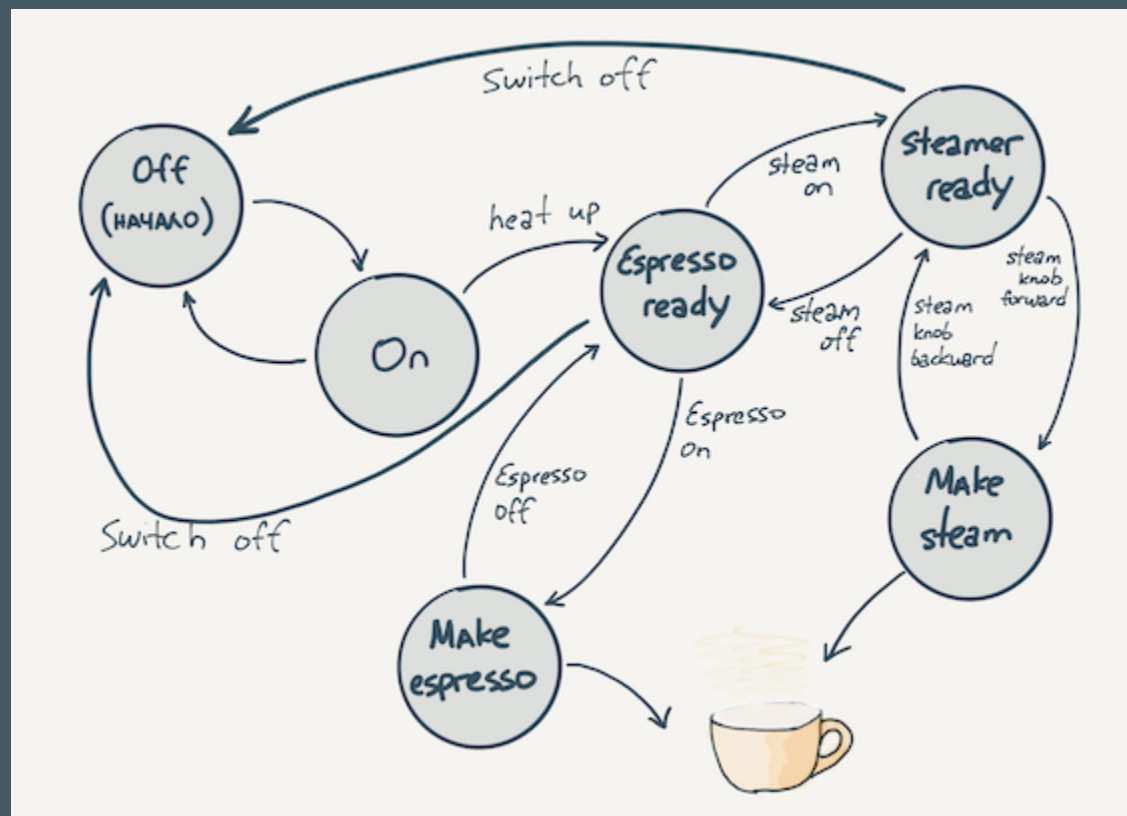 Switch off
Off
(НАЧАЛО)
On
heat up
Espresso
ready
steam
on
steamer
ready
steam
off
steam
knob
forward
steam
knob
backward
Espresso
on
Espresso
off
Switch off
Make
steam
Make
espresso